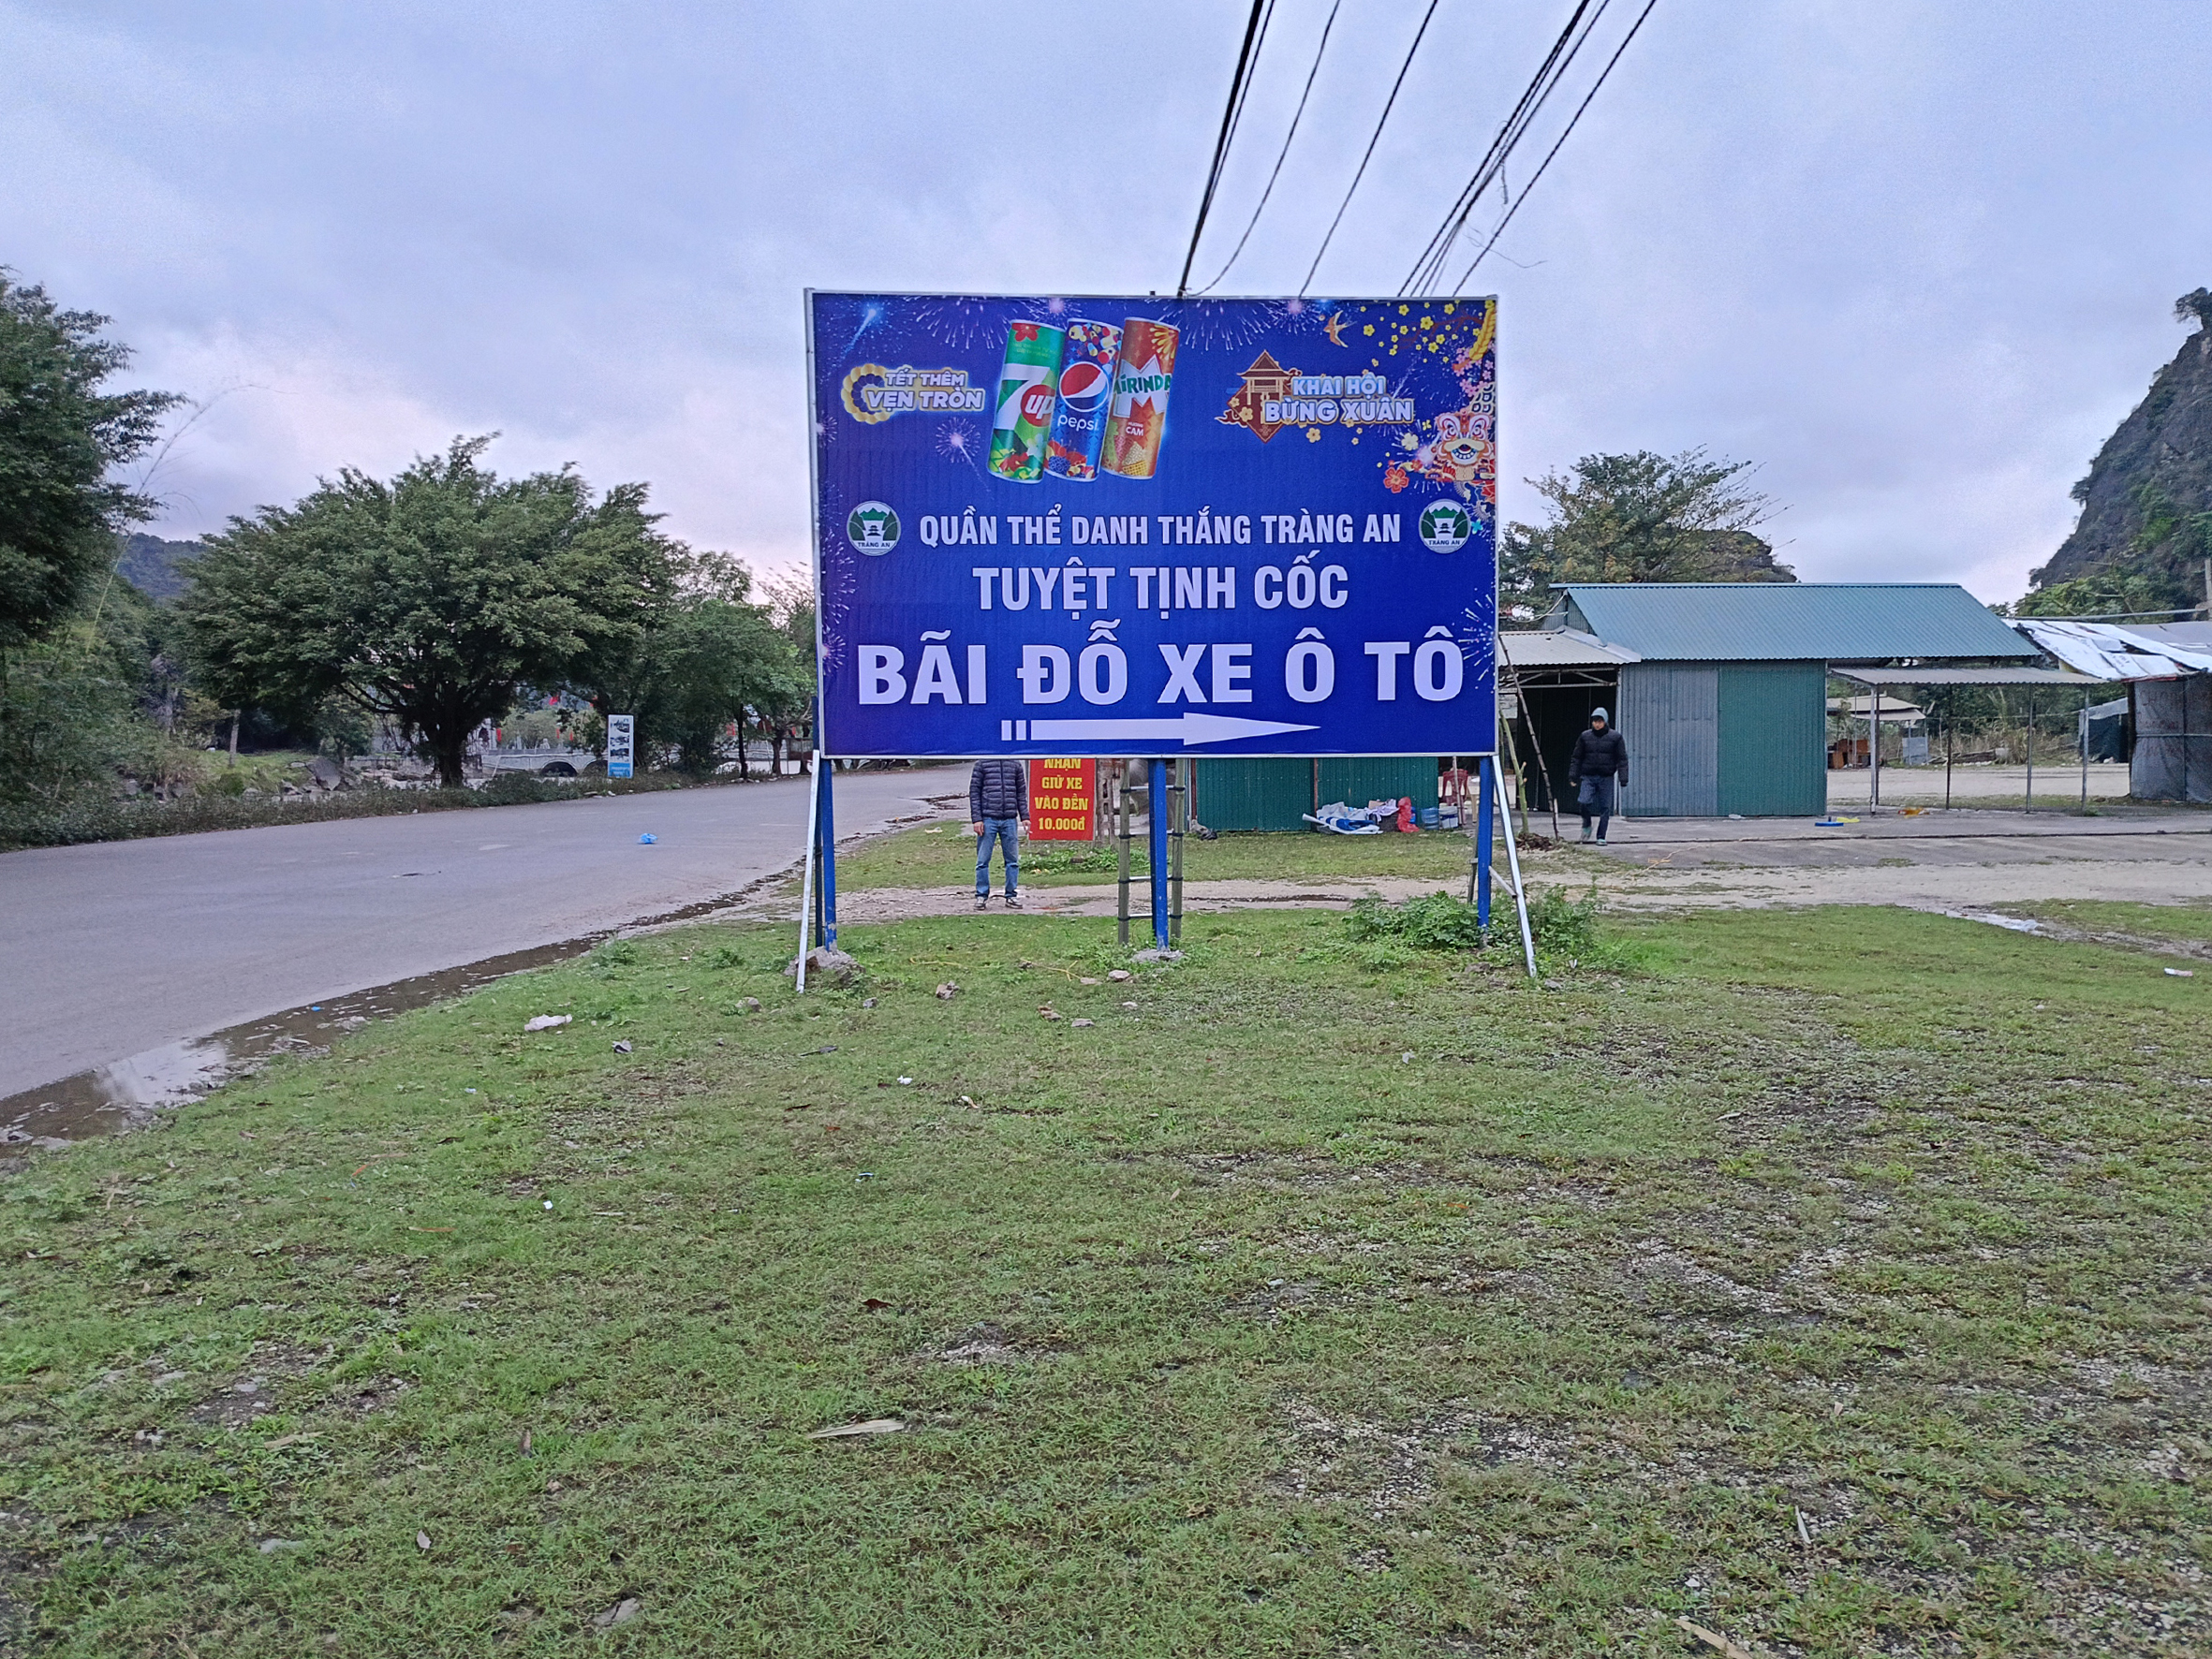 TẾT THÊM
VẸN TRÒN
7up
pepsi
MIRINDA
CAM
KHAI HỘI
BỪNG XUÂN
TRÀNG AN
QUẦN THỂ DANH THẮNG TRÀNG AN
TRÀNG AN
TUYỆT TỊNH CỐC
BÃI ĐỖ XE Ô TÔ
NHẬN
GIỮ XE
VÀO ĐỀN
10.000đ